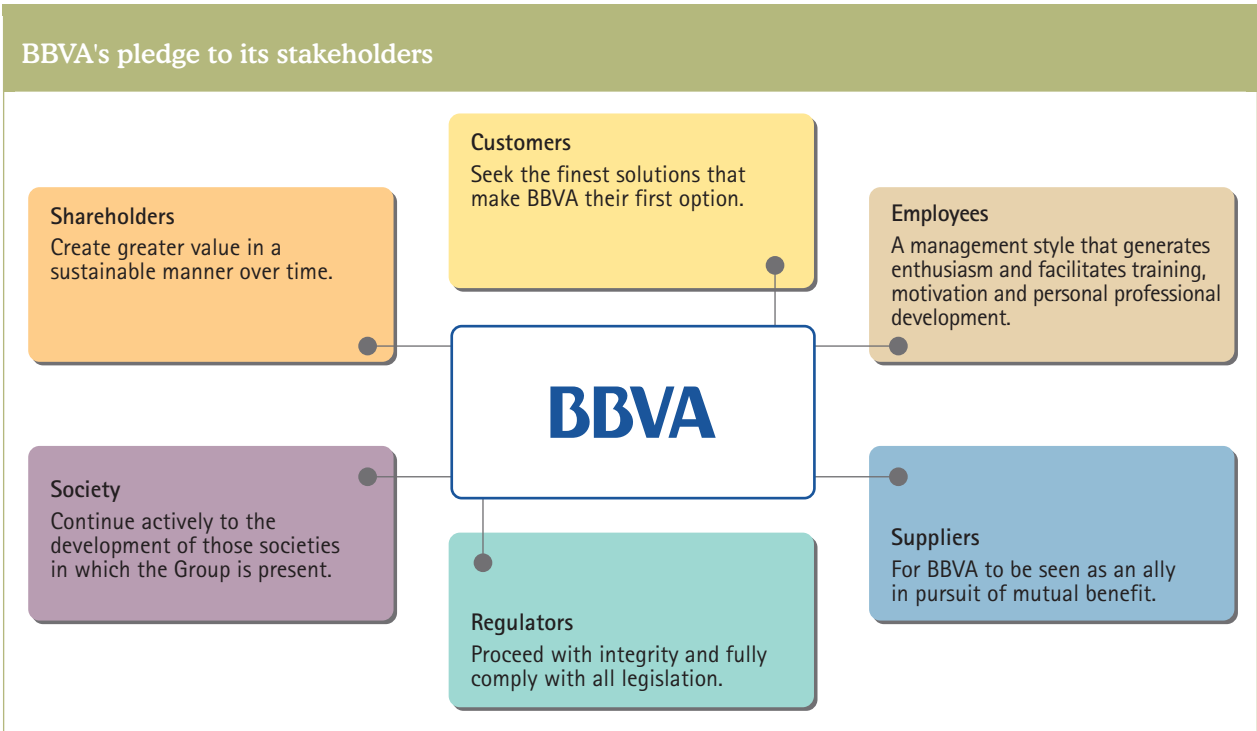 BBVA's pledge to its stakeholders
Customers
Seek the finest solutions that
make BBVA their first option.
Shareholders
Create greater value in a
sustainable manner over time.
Employees
A management style that generates
enthusiasm and facilitates training,
motivation and personal professional
development.
BBVA
Society
Continue actively to the
development of those societies
in which the Group is present.
Suppliers
For BBVA to be seen as an ally
in pursuit of mutual benefit.
Regulators
Proceed with integrity and fully
comply with all legislation.